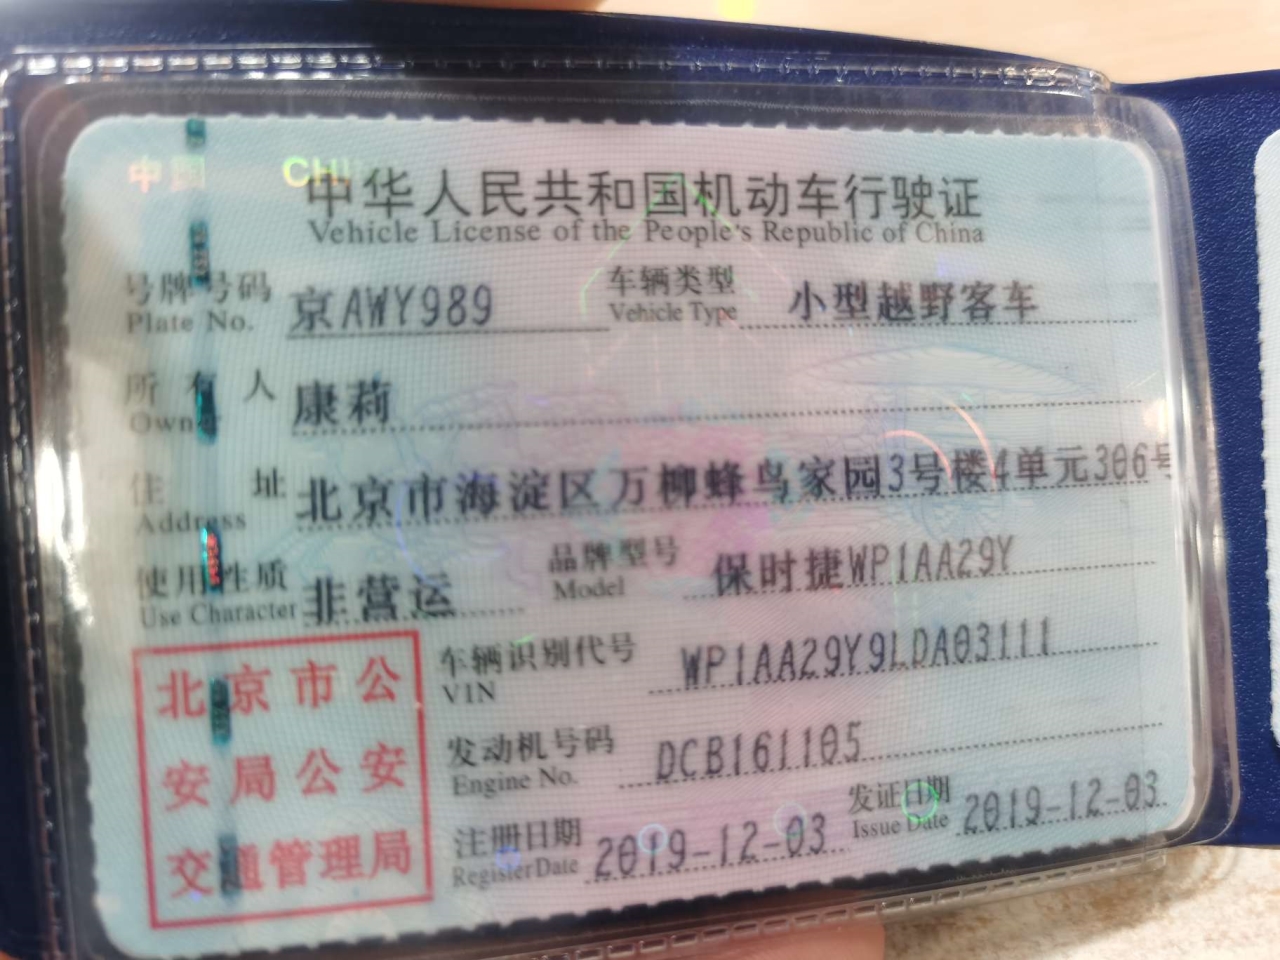 中国 CHI
中华人民共和国机动车行驶证
Vehicle License of the People's Republic of China
号牌号码 京AWY989 车辆类型 小型越野客车
Plate No. Vehicle Type
所有人 康莉
Owner
住址 北京市海淀区万柳蜂鸟家园3号楼4单元306号
Address
使用性质 非营运 品牌型号 保时捷WP1AA29Y
Use Character Model
车辆识别代号 WP1AA29Y9LDA03111
VIN
发动机号码 DCB161105
Engine No.
注册日期 2019-12-03 发证日期 2019-12-03
Register Date Issue Date
北京市公
安局公安
交通管理局